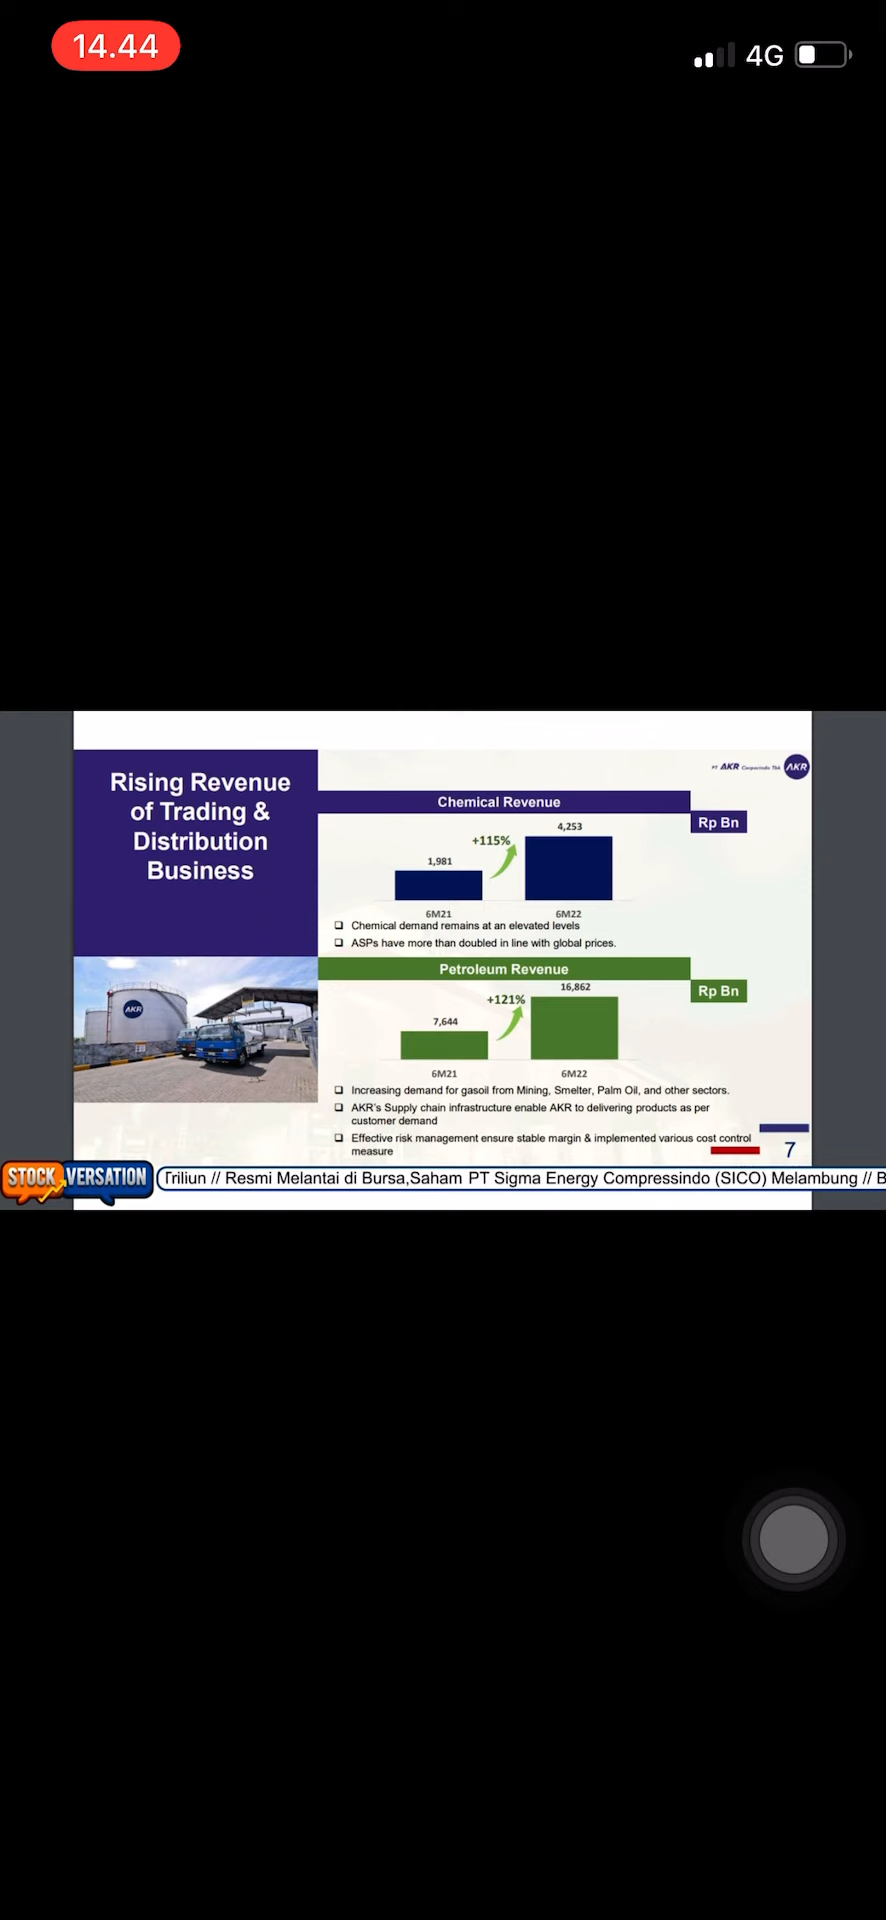 14.44
4G
Rising Revenue
of Trading &
Distribution
Business
PT AKR Corporindo Tbk AKR
Chemical Revenue
Rp Bn
4,253
+115%
1,981
6M21 6M22
❑ Chemical demand remains at an elevated levels
❑ ASPs have more than doubled in line with global prices.
AKR
Petroleum Revenue
Rp Bn
16,862
+121%
7,644
6M21 6M22
❑ Increasing demand for gasoil from Mining, Smelter, Palm Oil, and other sectors.
❑ AKR's Supply chain infrastructure enable AKR to delivering products as per
customer demand
❑ Effective risk management ensure stable margin & implemented various cost control
measure
7
STOCK VERSATION
Triliun // Resmi Melantai di Bursa,Saham PT Sigma Energy Compressindo (SICO) Melambung // B